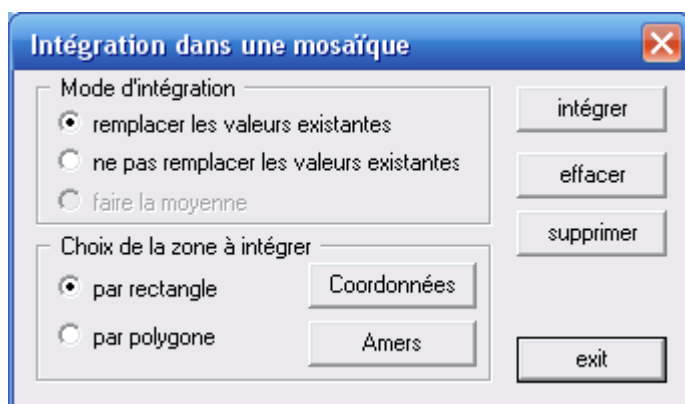 Intégration dans une mosaïque
Mode d'intégration
remplacer les valeurs existantes
ne pas remplacer les valeurs existantes
faire la moyenne
Choix de la zone à intégrer
par rectangle
Coordonnées
par polygone
Amers
intégrer
effacer
supprimer
exit